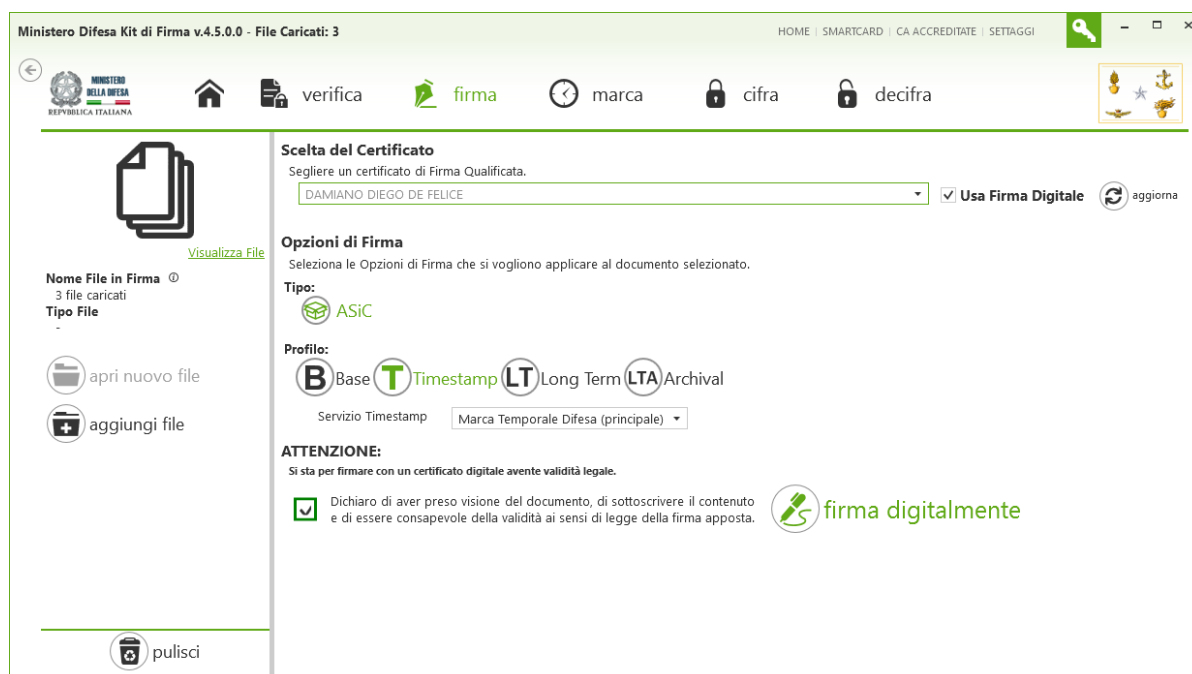 Ministero Difesa Kit di Firma v.4.5.0.0 - File Caricati: 3
HOME | SMARTCARD | CA ACCREDITATE | SETTAGGI
MINISTERO
DELLA DIFESA
REPVBBLICA ITALIANA
verifica
firma
marca
cifra
decifra
Visualizza File
Nome File in Firma
3 file caricati
Tipo File
-
apri nuovo file
aggiungi file
pulisci
Scelta del Certificato
Segliere un certificato di Firma Qualificata.
DAMIANO DIEGO DE FELICE
Usa Firma Digitale
aggiorna
Opzioni di Firma
Seleziona le Opzioni di Firma che si vogliono applicare al documento selezionato.
Tipo:
ASiC
Profilo:
B Base T Timestamp LT Long Term LTA Archival
Servizio Timestamp Marca Temporale Difesa (principale)
ATTENZIONE:
Si sta per firmare con un certificato digitale avente validità legale.
Dichiaro di aver preso visione del documento, di sottoscrivere il contenuto
e di essere consapevole della validità ai sensi di legge della firma apposta.
firma digitalmente